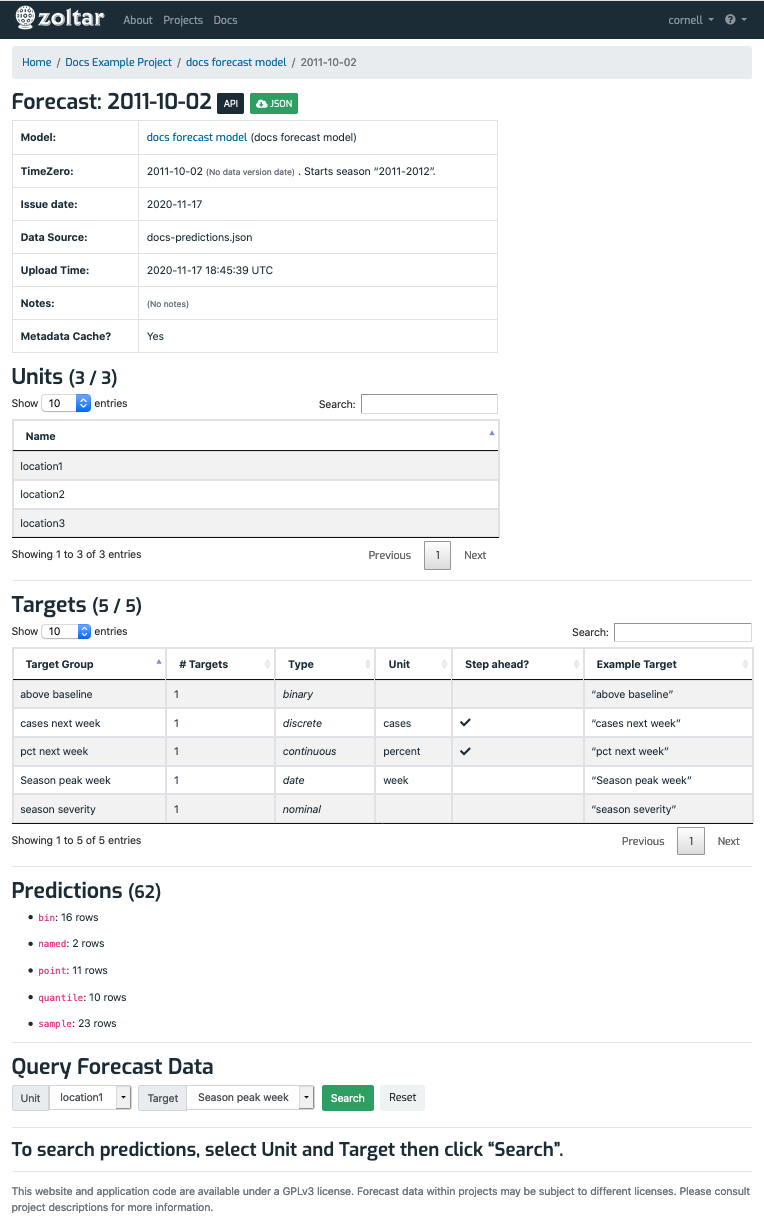 zoltar About Projects Docs cornell
Home / Docs Example Project / docs forecast model / 2011-10-02
Forecast: 2011-10-02 API JSON
Model: docs forecast model (docs forecast model)
TimeZero: 2011-10-02 (No data version date) . Starts season “2011-2012”.
Issue date: 2020-11-17
Data Source: docs-predictions.json
Upload Time: 2020-11-17 18:45:39 UTC
Notes: (No notes)
Metadata Cache? Yes
Units (3 / 3)
Show 10 entries Search:
Name
location1
location2
location3
Showing 1 to 3 of 3 entries Previous 1 Next
Targets (5 / 5)
Show 10 entries Search:
Target Group # Targets Type Unit Step ahead? Example Target
above baseline 1 binary “above baseline”
cases next week 1 discrete cases ✔ “cases next week”
pct next week 1 continuous percent ✔ “pct next week”
Season peak week 1 date week “Season peak week”
season severity 1 nominal “season severity”
Showing 1 to 5 of 5 entries Previous 1 Next
Predictions (62)
• bin: 16 rows
• named: 2 rows
• point: 11 rows
• quantile: 10 rows
• sample: 23 rows
Query Forecast Data
Unit location1 Target Season peak week Search Reset
To search predictions, select Unit and Target then click “Search”.
This website and application code are available under a GPLv3 license. Forecast data within projects may be subject to different licenses. Please consult
project descriptions for more information.